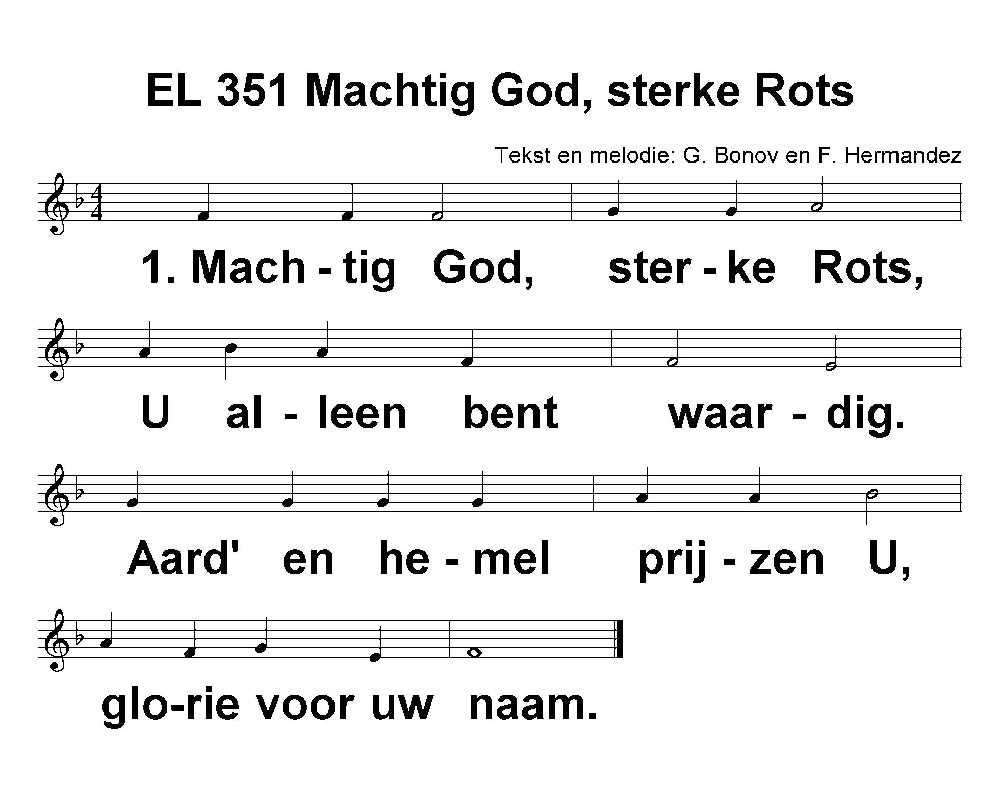 EL 351 Machtig God, sterke Rots
Tekst en melodie: G. Bonov en F. Hermandez
4
4
1. Mach - tig God, ster - ke Rots,
U al - leen bent waar - dig.
Aard' en he - mel prij - zen U,
glo-rie voor uw naam.